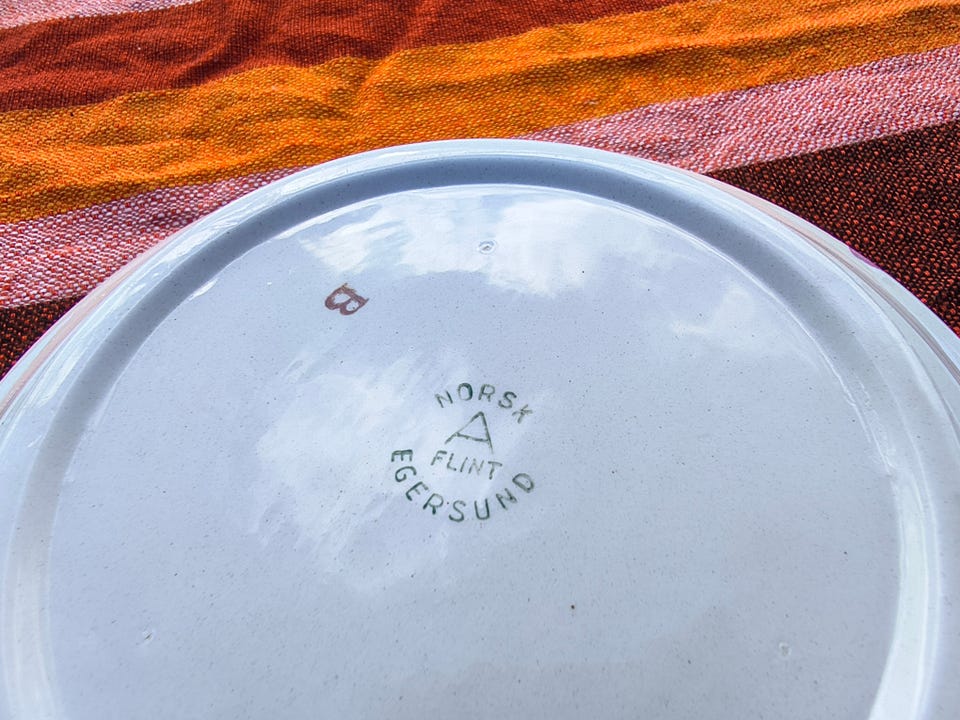 B
NORSK
A
FLINT
EGERSUND